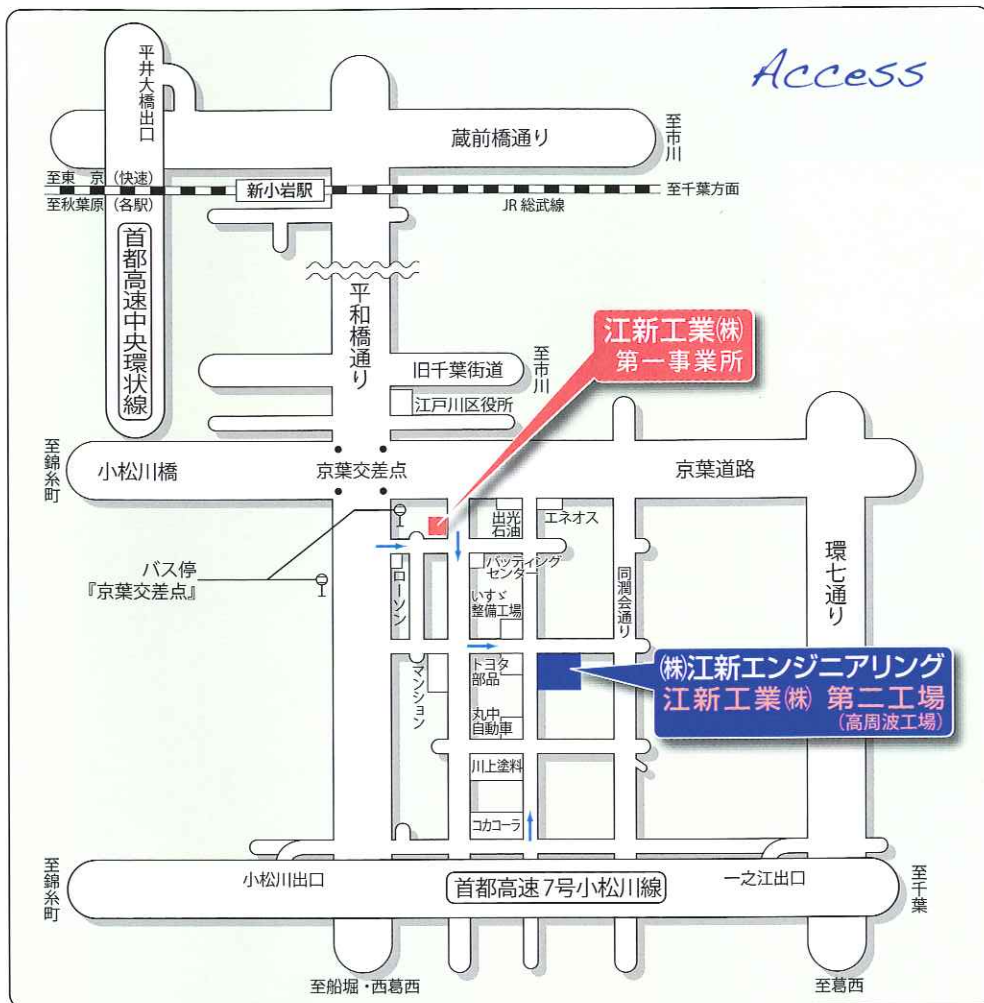 Access
平井大橋出口
蔵前橋通り
至市川
至東 京（快速）
至秋葉原（各駅）
新小岩駅
JR 総武線
至千葉方面
首都高速中央環状線
平和橋通り
江新工業㈱
第一事業所
旧千葉街道
至市川
江戸川区役所
至錦糸町
小松川橋
京葉交差点
京葉道路
出光
石油
エネオス
バス停
『京葉交差点』
ローソン
バッティング
センター
いすゞ
整備工場
同潤会通り
環七通り
マンション
トヨタ
部品
㈱江新エンジニアリング
江新工業㈱ 第二工場
(高周波工場)
丸中
自動車
川上塗料
コカコーラ
至錦糸町
小松川出口
首都高速7号小松川線
一之江出口
至千葉
至船堀・西葛西
至葛西